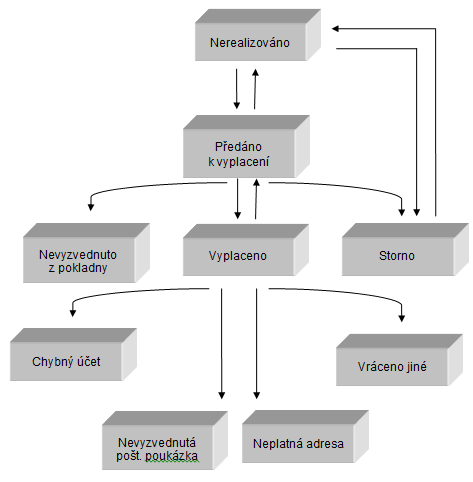 Nerealizováno
Předáno
k vyplacení
Nevyzvednuto
z pokladny
Vyplaceno
Storno
Chybný účet
Vráceno jiné
Nevyzvednutá
pošt. poukázka
Neplatná adresa